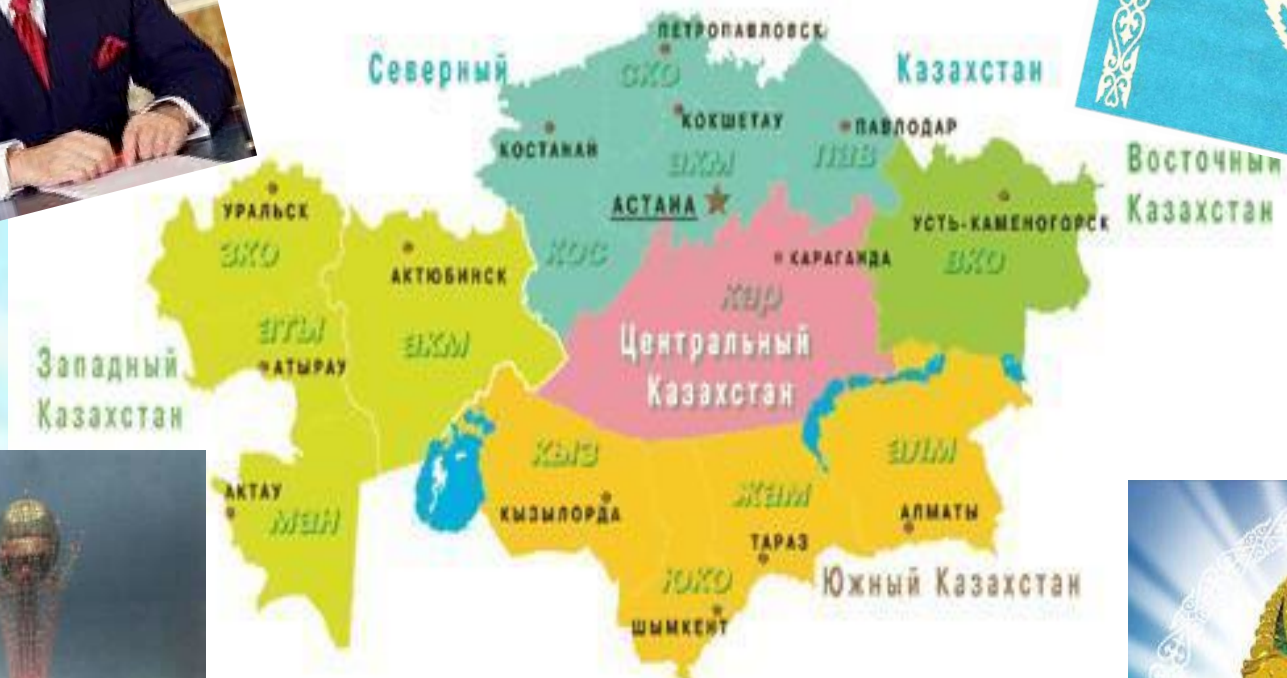 ПЕТРОПАВЛОВСК
Северный
СКО
Казахстан
КОКШЕТАУ
ПАВЛОДАР
КОСТАНАЙ
акм
пав
Восточный
Казахстан
АСТАНА
УРАЛЬСК
УСТЬ-КАМЕНОГОРСК
ЗКО
кос
КАРАГАНДА
ВКО
АКТЮБИНСК
кар
аты
акм
Центральный
Казахстан
Западный
Казахстан
АТЫРАУ
кыз
алм
АКТАУ
ман
жам
КЫЗЫЛОРДА
АЛМАТЫ
ТАРАЗ
ЮКО
Южный Казахстан
ШЫМКЕНТ